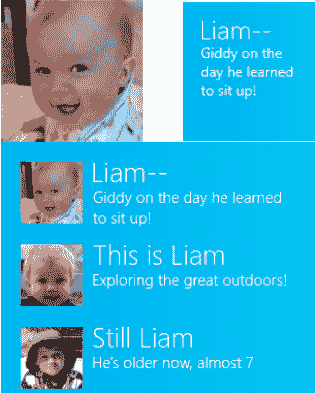 Liam--
Giddy on the
day he learned
to sit up!
Liam--
Giddy on the day he learned
to sit up!
This is Liam
Exploring the great outdoors!
Still Liam
He's older now, almost 7